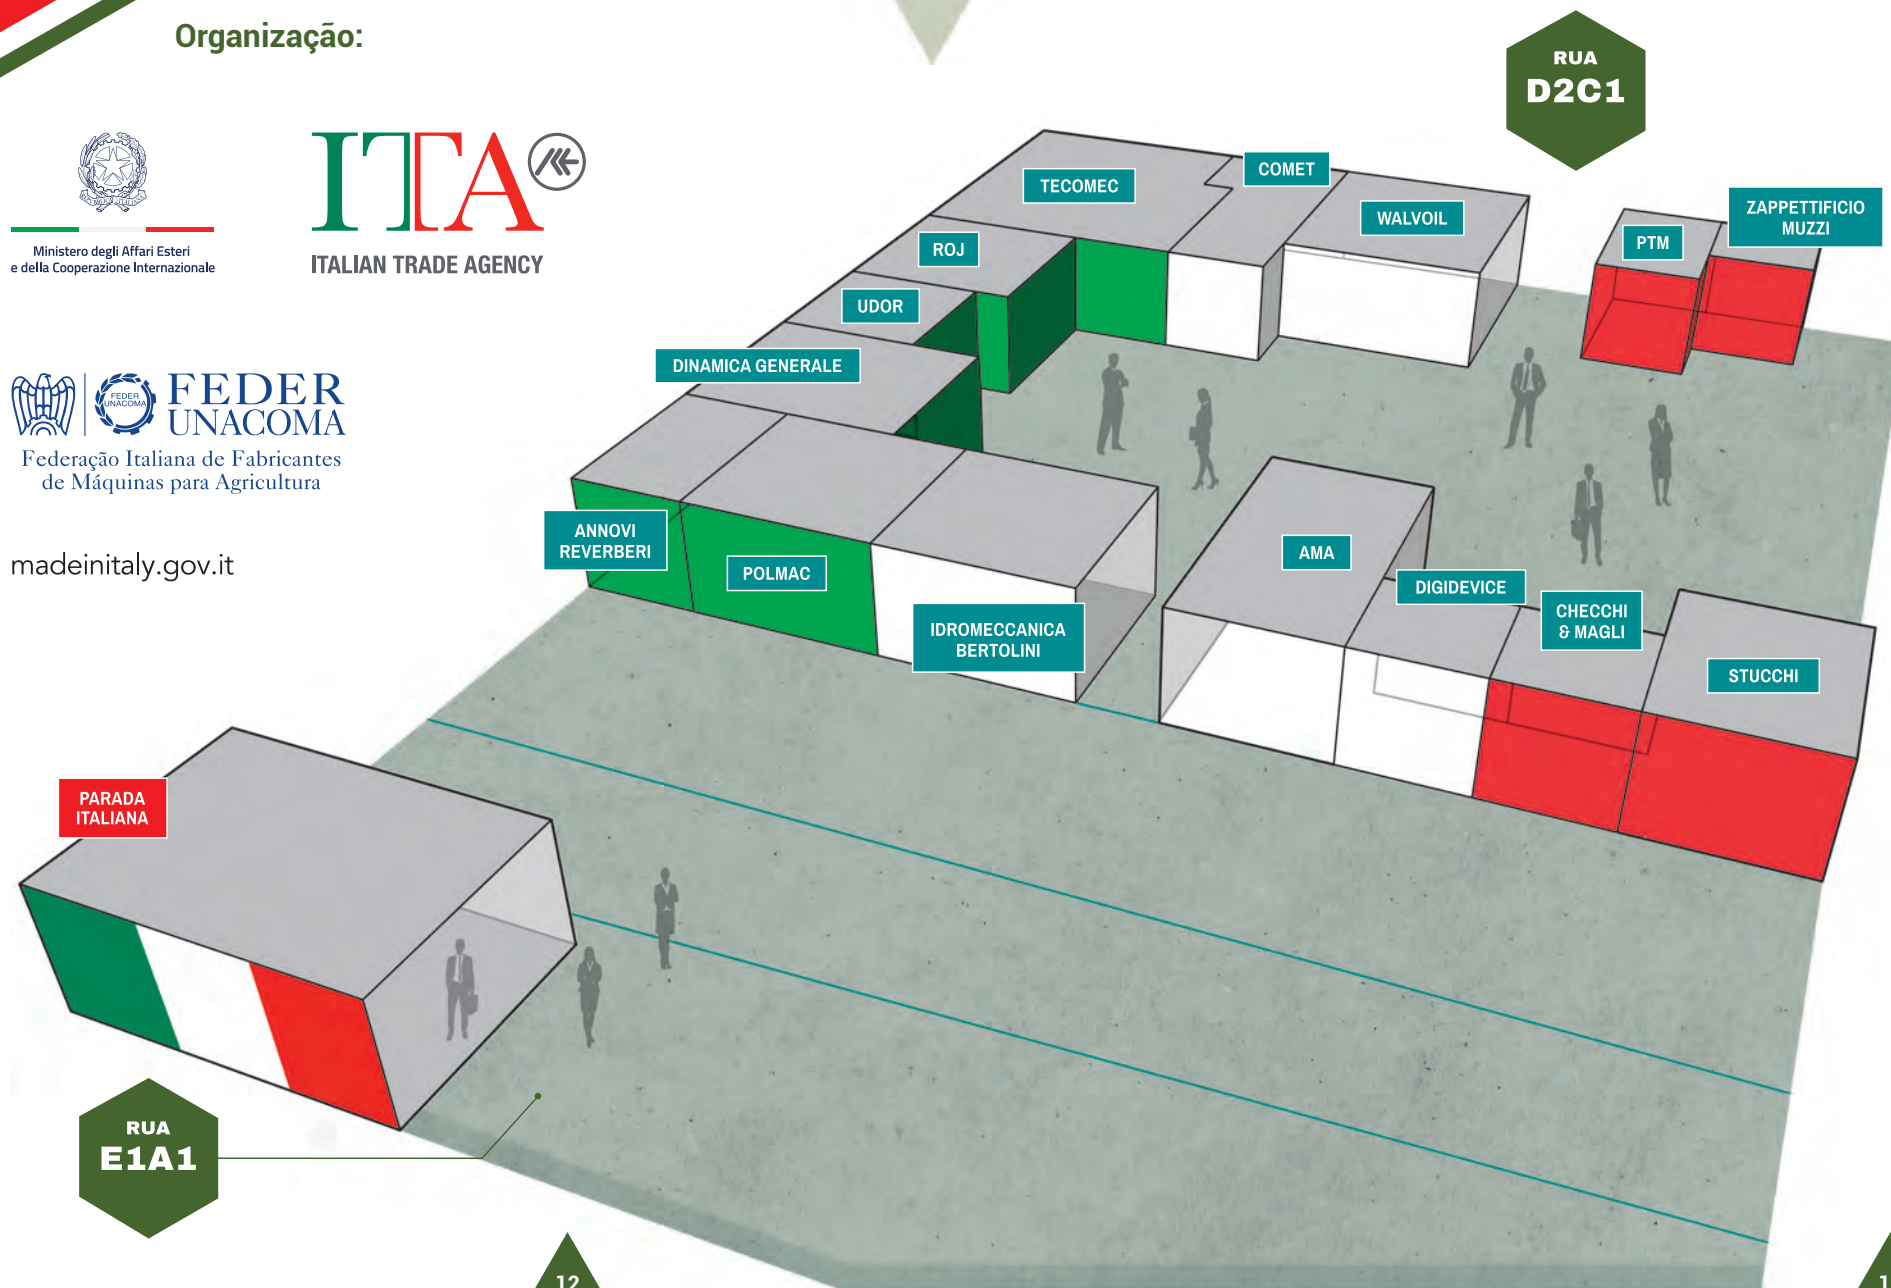 Organização:
Ministero degli Affari Esteri
e della Cooperazione Internazionale
ITA
ITALIAN TRADE AGENCY
FEDER
UNACOMA
FEDER
UNACOMA
Federação Italiana de Fabricantes
de Máquinas para Agricultura
madeinitaly.gov.it
RUA
D2C1
TECOMEC
COMET
WALVOIL
PTM
ZAPPETTIFICIO
MUZZI
ROJ
UDOR
DINAMICA GENERALE
ANNOVI
REVERBERI
POLMAC
IDROMECCANICA
BERTOLINI
AMA
DIGIDEVICE
CHECCHI
& MAGLI
STUCCHI
PARADA
ITALIANA
RUA
E1A1
12